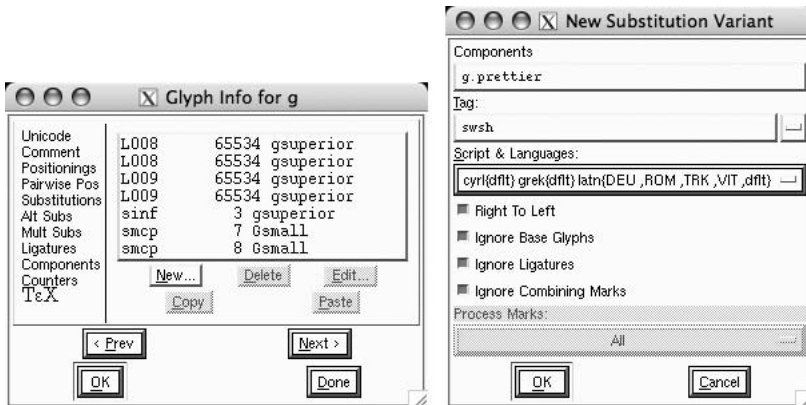 Glyph Info for g
Unicode
Comment
Positionings
Pairwise Pos
Substitutions
Alt Subs
Mult Subs
Ligatures
Components
Counters
TεX
L008 65534 gsuperior
L008 65534 gsuperior
L009 65534 gsuperior
L009 65534 gsuperior
sinf 3 gsuperior
smcp 7 Gsmall
smcp 8 Gsmall
New... Delete Edit...
Copy Paste
< Prev Next >
OK Done
New Substitution Variant
Components
g.prettier
Tag:
swsh
Script & Languages:
cyrl{dflt} grek{dflt} latn{DEU ,ROM ,TRK ,VIT ,dflt}
Right To Left
Ignore Base Glyphs
Ignore Ligatures
Ignore Combining Marks
Process Marks:
All
OK Cancel